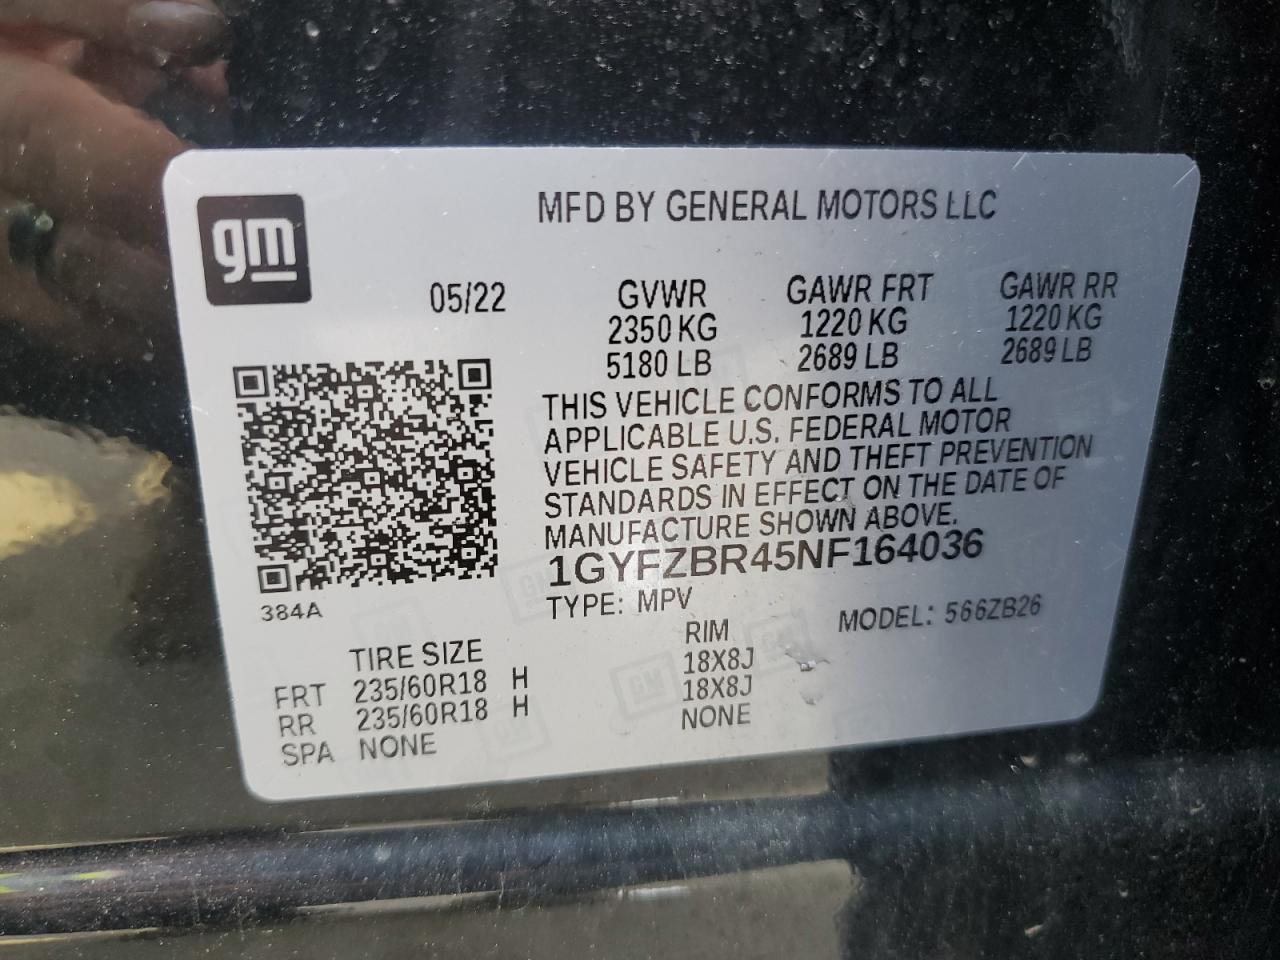 gm
MFD BY GENERAL MOTORS LLC
05/22
GVWR GAWR FRT GAWR RR
2350 KG 1220 KG 1220 KG
5180 LB 2689 LB 2689 LB
THIS VEHICLE CONFORMS TO ALL
APPLICABLE U.S. FEDERAL MOTOR
VEHICLE SAFETY AND THEFT PREVENTION
STANDARDS IN EFFECT ON THE DATE OF
MANUFACTURE SHOWN ABOVE.
1GYFZBR45NF164036
384A
TYPE: MPV MODEL: 566ZB26
TIRE SIZE RIM
FRT 235/60R18 H 18X8J
RR 235/60R18 H 18X8J
SPA NONE NONE